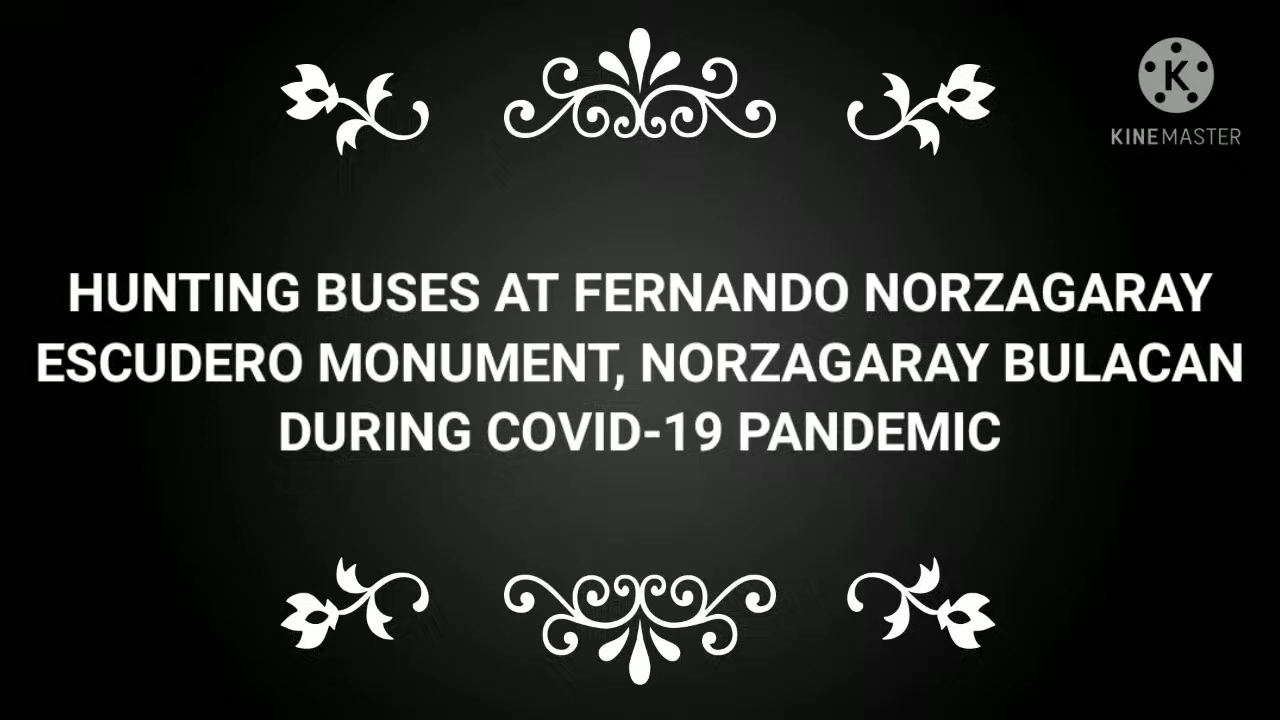 KINEMASTER
HUNTING BUSES AT FERNANDO NORZAGARAY
ESCUDERO MONUMENT, NORZAGARAY BULACAN
DURING COVID-19 PANDEMIC